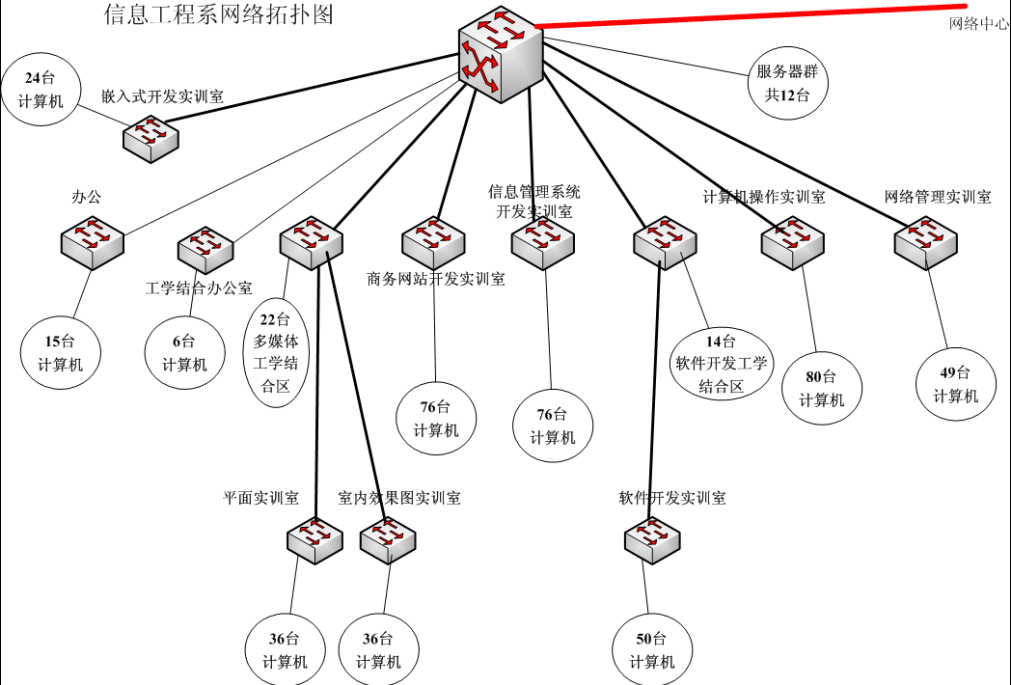 信息工程系网络拓扑图
网络中心
24台
计算机
嵌入式开发实训室
服务器群
共12台
办公
信息管理系统
开发实训室
计算机操作实训室
网络管理实训室
工学结合办公室
商务网站开发实训室
15台
计算机
6台
计算机
22台
多媒体
工学结
合区
76台
计算机
76台
计算机
14台
软件开发工学
结合区
80台
计算机
49台
计算机
平面实训室
室内效果图实训室
软件开发实训室
36台
计算机
36台
计算机
50台
计算机